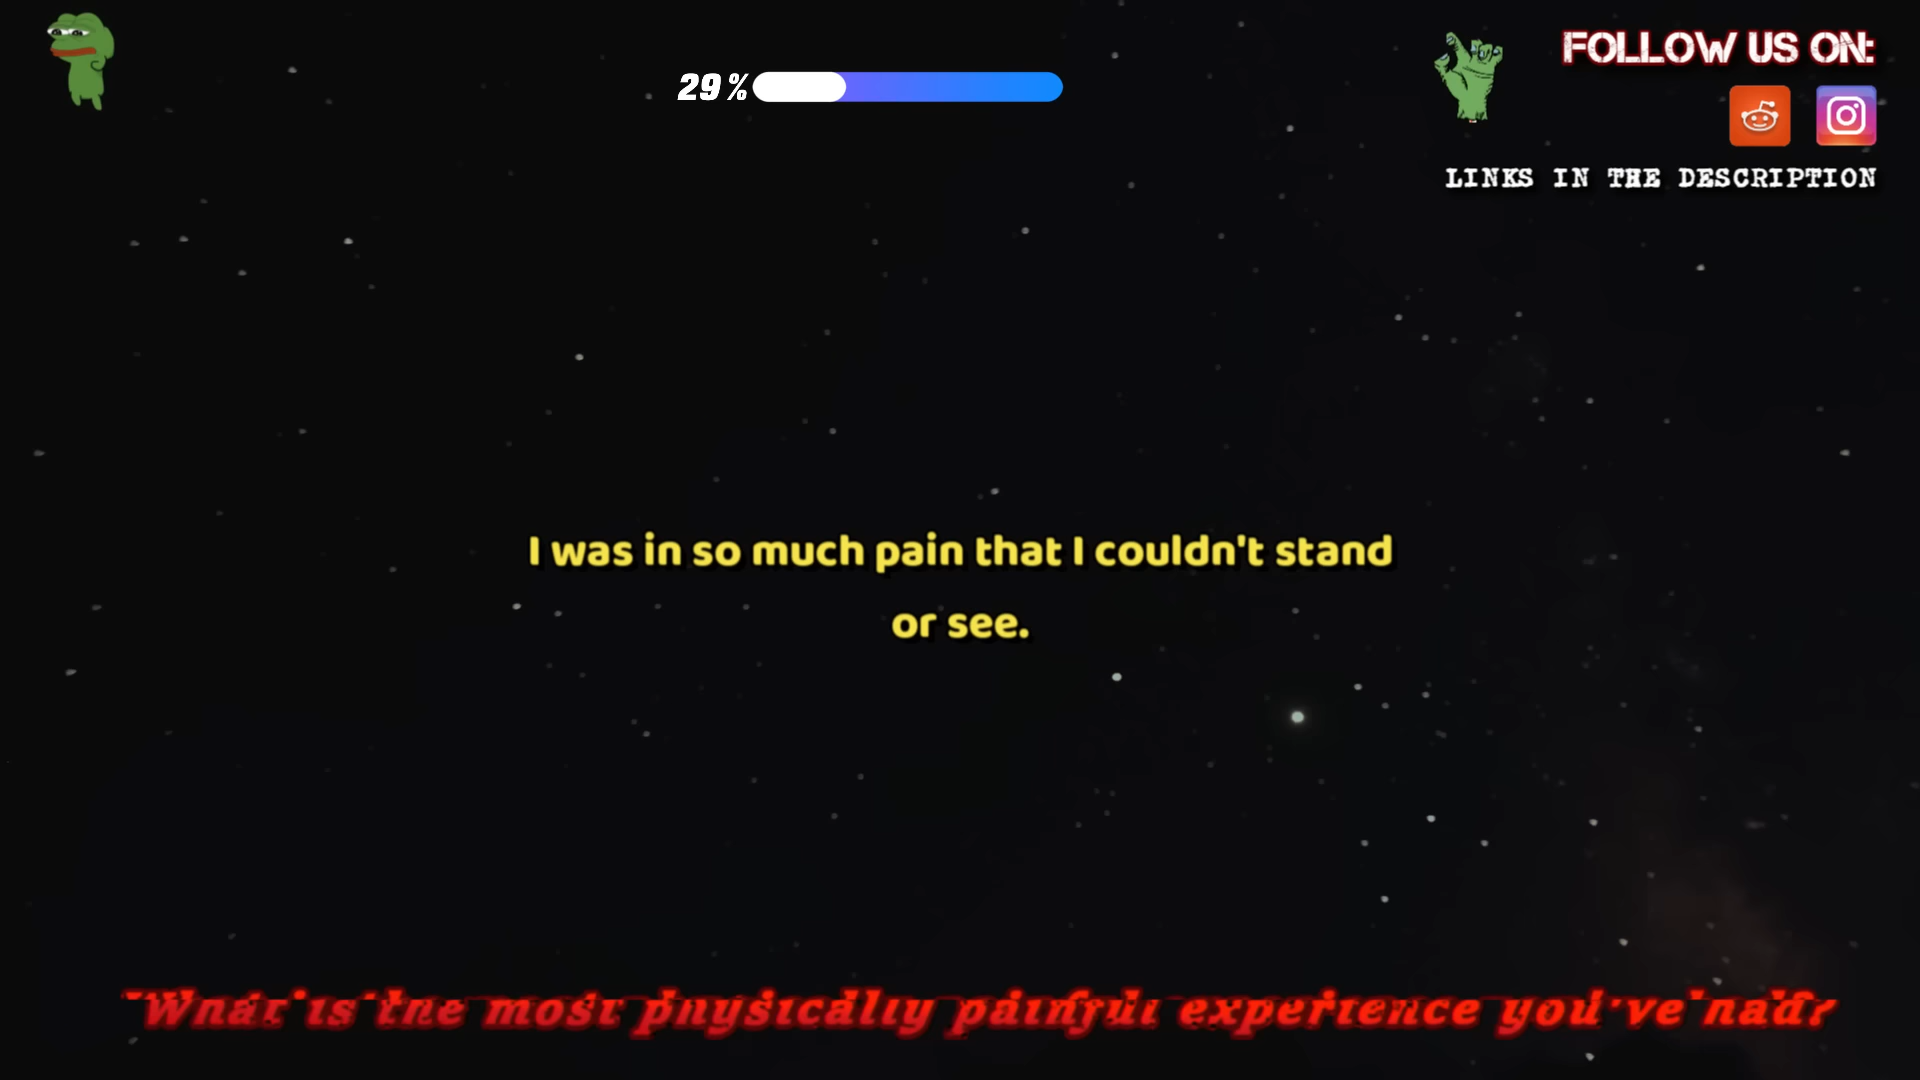 29%
FOLLOW US ON:
LINKS IN THE DESCRIPTION
I was in so much pain that I couldn't stand
or see.
What is the most physically painful experience you've had?